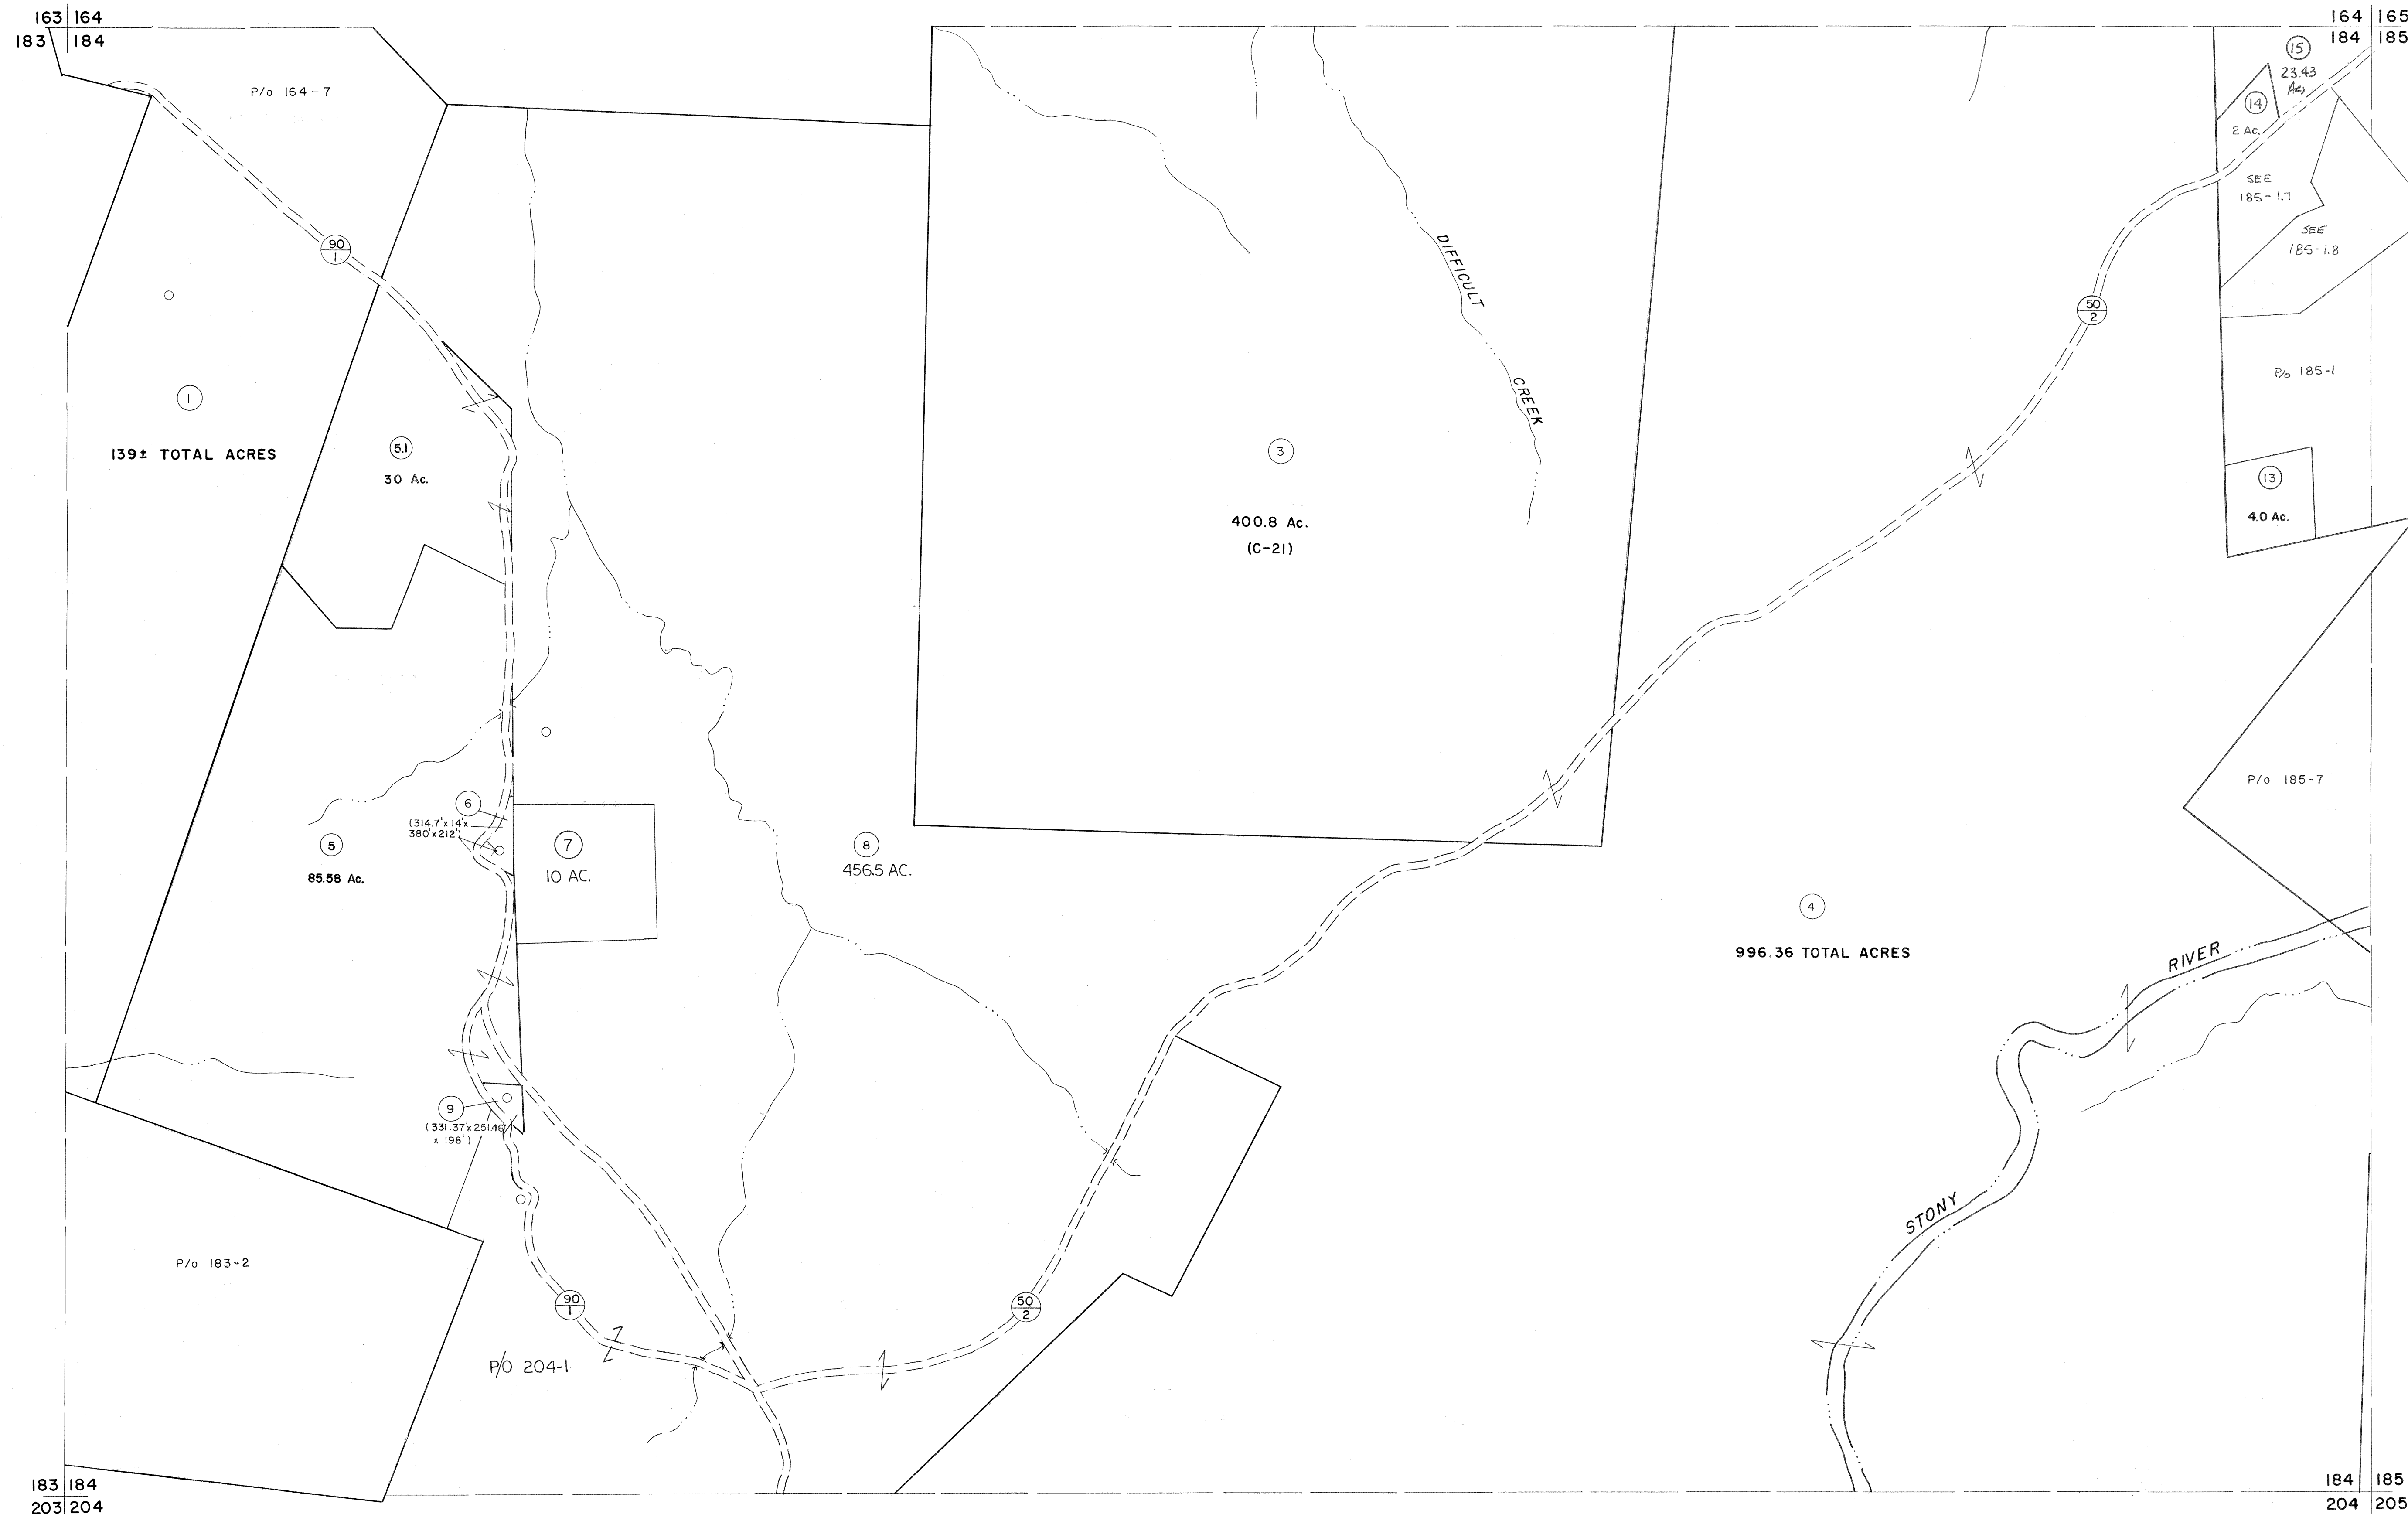 163 164
164 165
183 184
184 185
15
23.43
Ac,
P/o 164-7
14
2 Ac.
SEE
185-1.7
SEE
185-1.8
90
1
DIFFICULT
50
2
P/o 185-1
CREEK
1
139± TOTAL ACRES
5.1
30 Ac.
3
400.8 Ac.
(C-21)
13
4.0 Ac.
P/o 185-7
6
(314.7'x 14'x
380'x 212')
5
85.58 Ac.
7
10 AC.
8
456.5 AC.
4
996.36 TOTAL ACRES
RIVER
9
(331.37'x 251.46'
x 198')
STONY
P/o 183-2
90
1
50
2
P/O 204-1
183 184
184 185
203 204
204 205